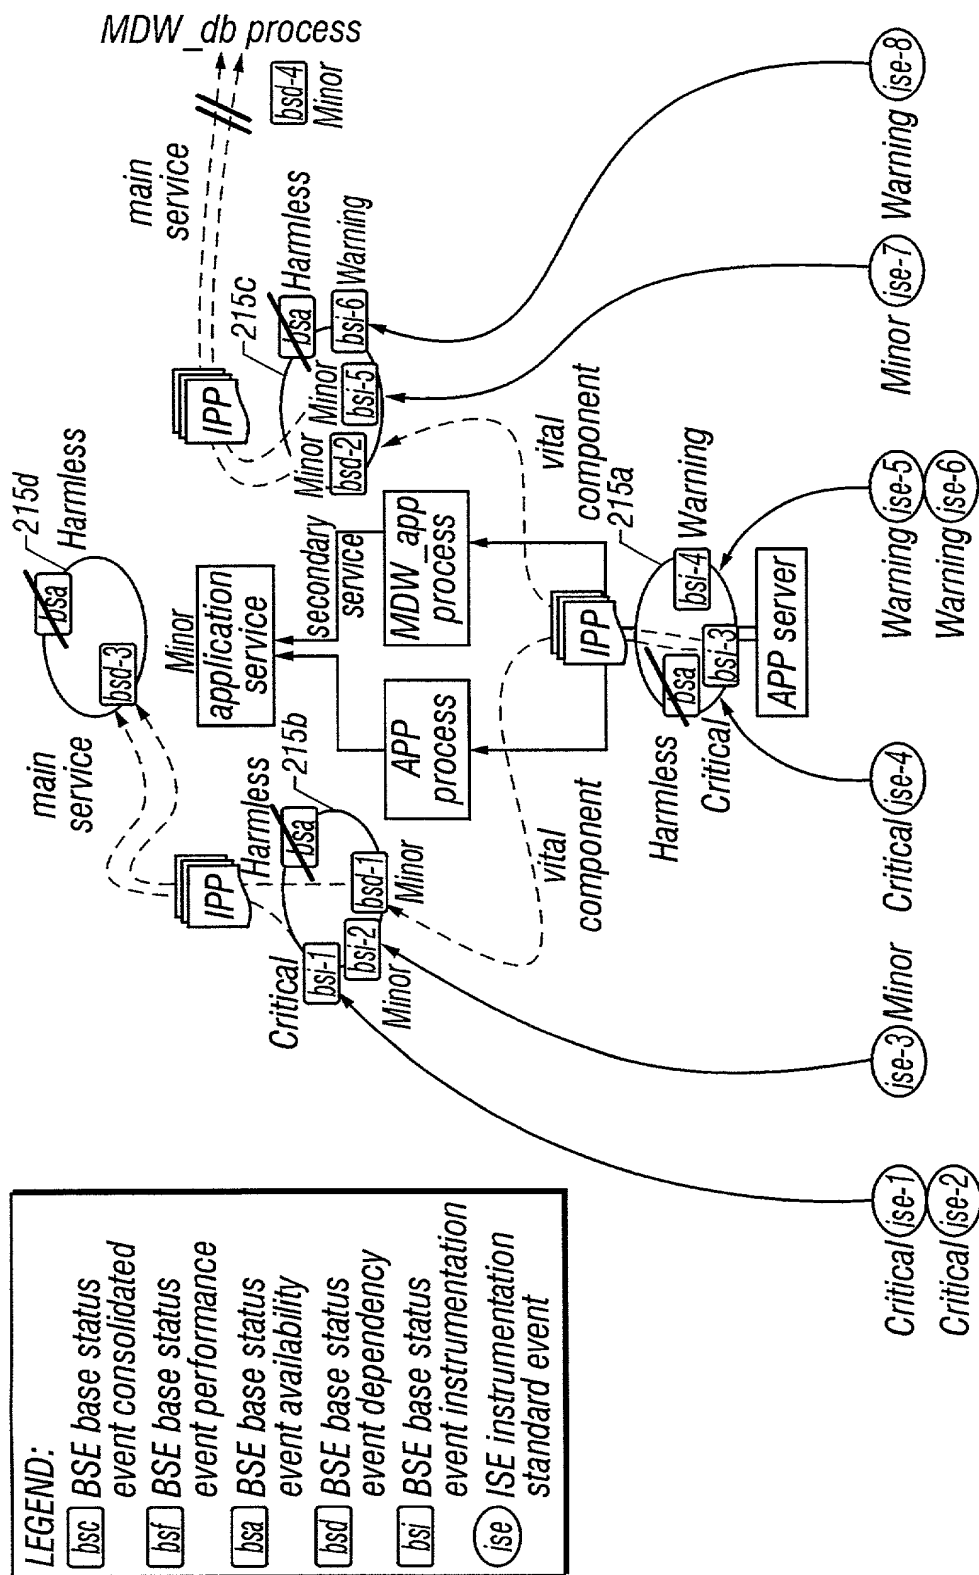 LEGEND:
bsc BSE base status
event consolidated
bsf BSE base status
event performance
bsa BSE base status
event availability
bsd BSE base status
event dependency
bsi BSE base status
event instrumentation
ise ISE instrumentation
standard event
main
service
bsd-3
bsa
215d
Harmless
main
service
MDW_db process
bsd-4
Minor
IPP
IPP
Critical
bsi-1
bsi-2
Minor
bsd-1
Minor
Harmless
bsa
215b
Minor
application
service
secondary
service
APP
process
MDW_app
process
Minor
bsd-2
Minor
bsi-5
bsa
Harmless
bsi-6
Warning
215c
vital
component
IPP
vital
component
215a
Harmless
bsa
Critical
bsi-3
bsi-4
Warning
APP server
Critical ise-1
Critical ise-2
ise-3 Minor
Critical ise-4
Warning ise-5
Warning ise-6
Minor ise-7
Warning ise-8